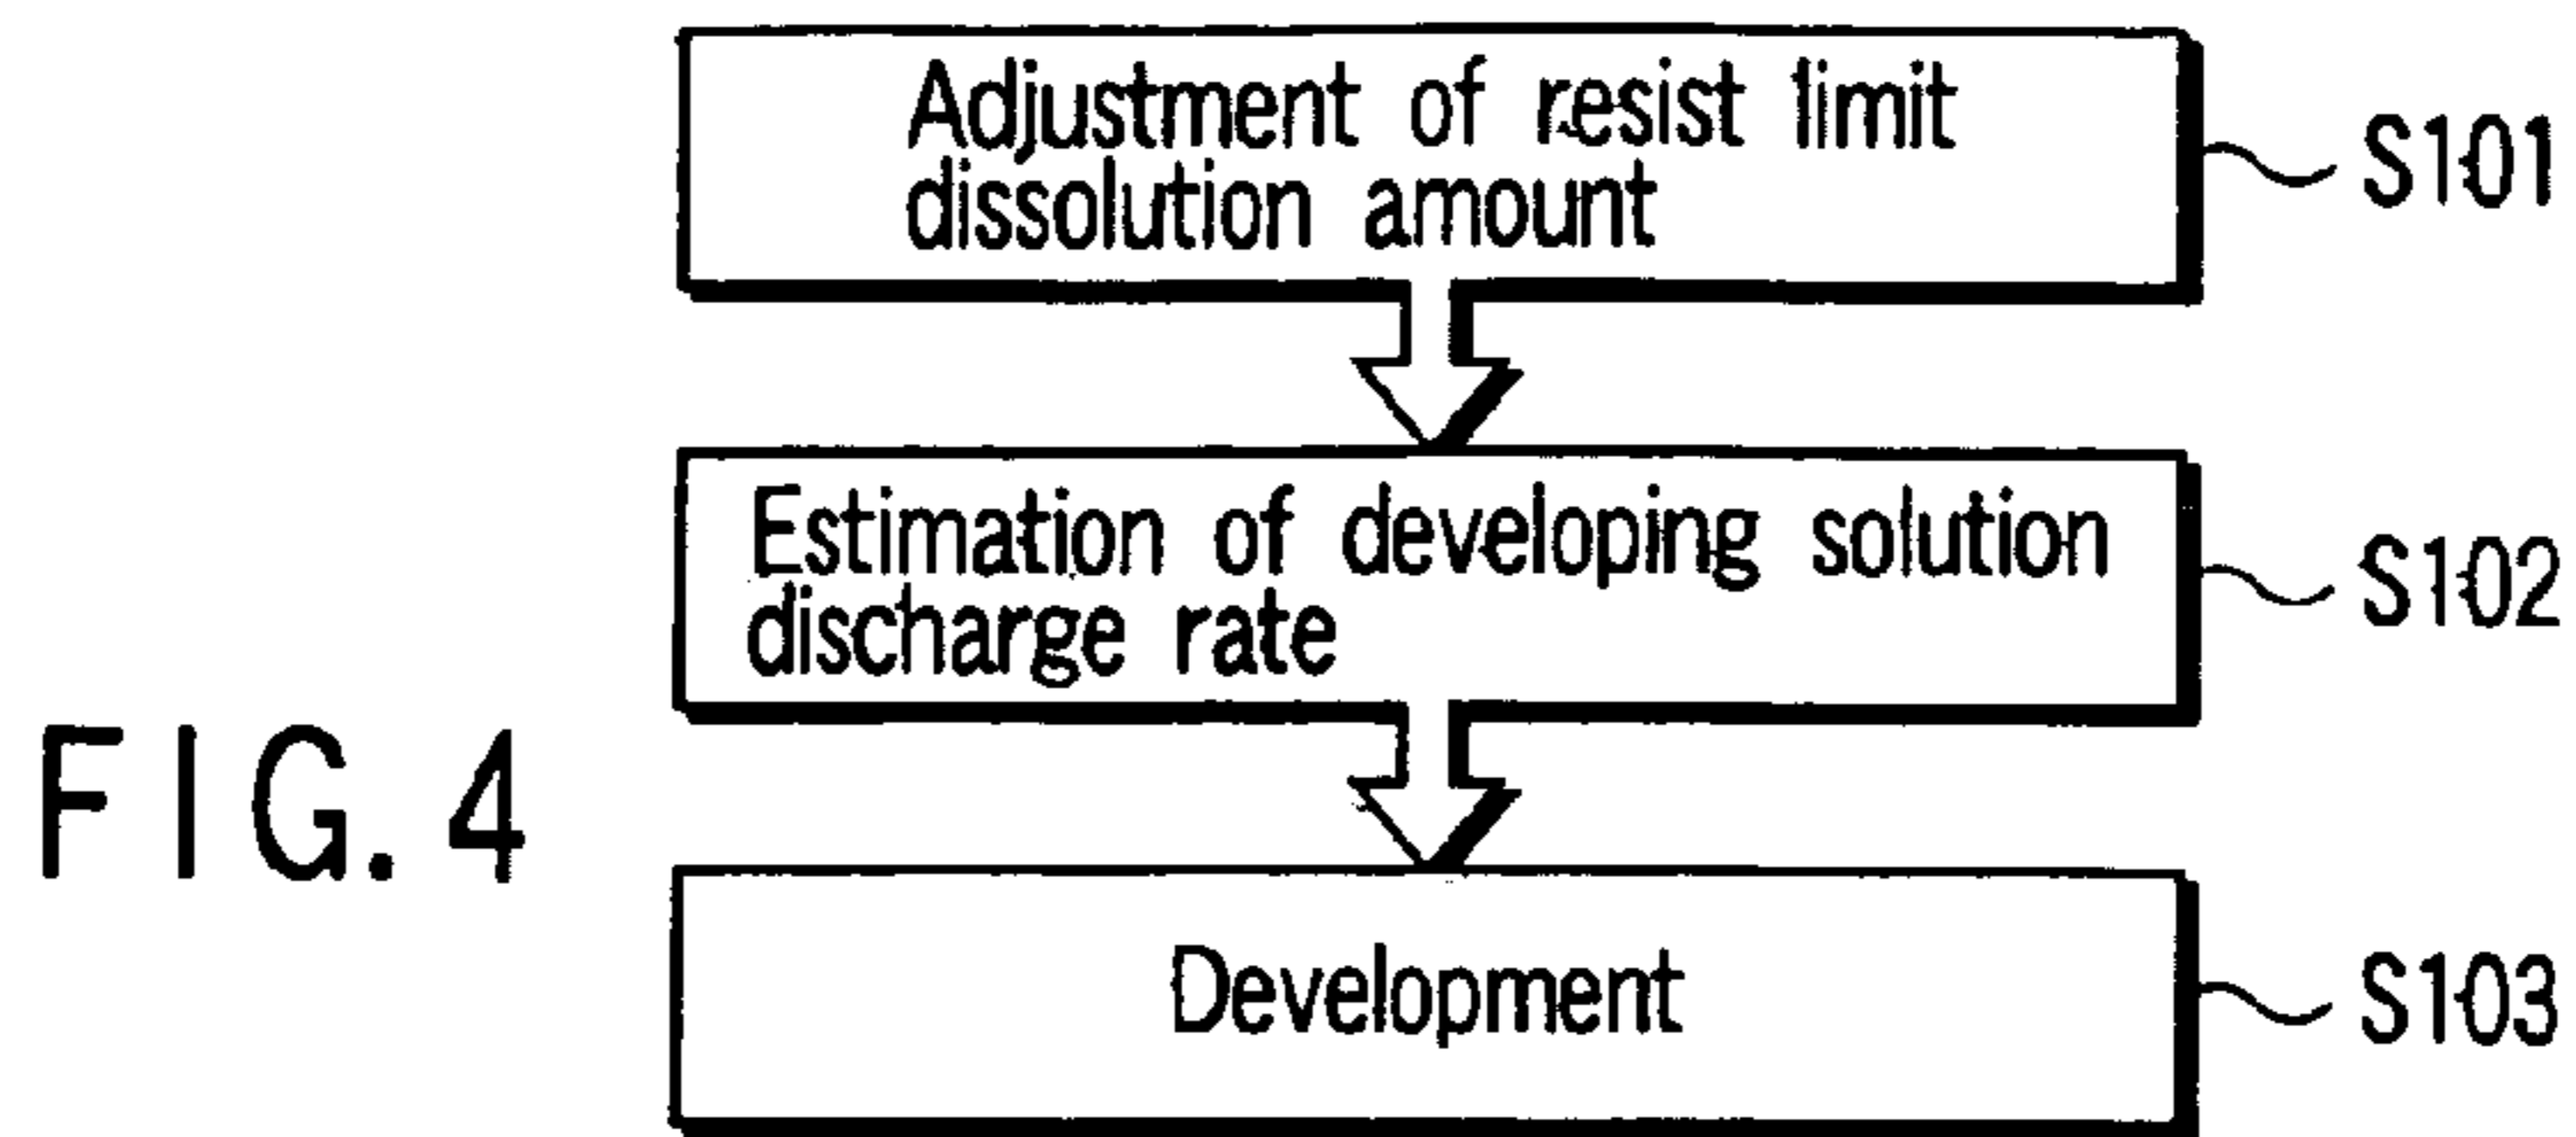 Adjustment of resist limit
dissolution amount
S101
Estimation of developing solution
discharge rate
S102
FIG. 4
Development
S103